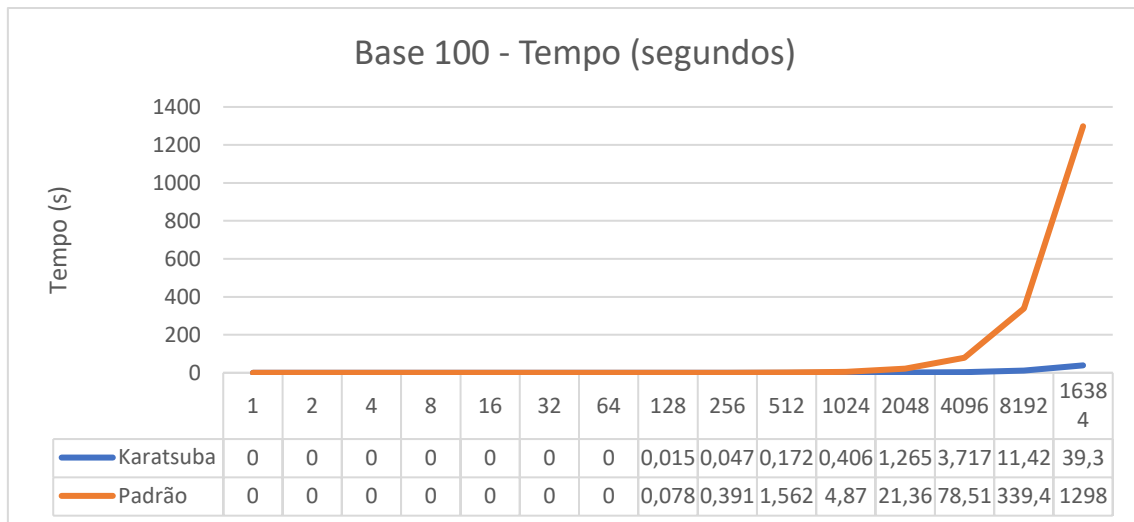 Base 100 - Tempo (segundos)
Tempo (s)
1400
1200
1000
800
600
400
200
0
1 2 4 8 16 32 64 128 256 512 1024 2048 4096 8192 16384
Karatsuba 0 0 0 0 0 0 0 0,015 0,047 0,172 0,406 1,265 3,717 11,42 39,3
Padrão 0 0 0 0 0 0 0 0,078 0,391 1,562 4,87 21,36 78,51 339,4 1298